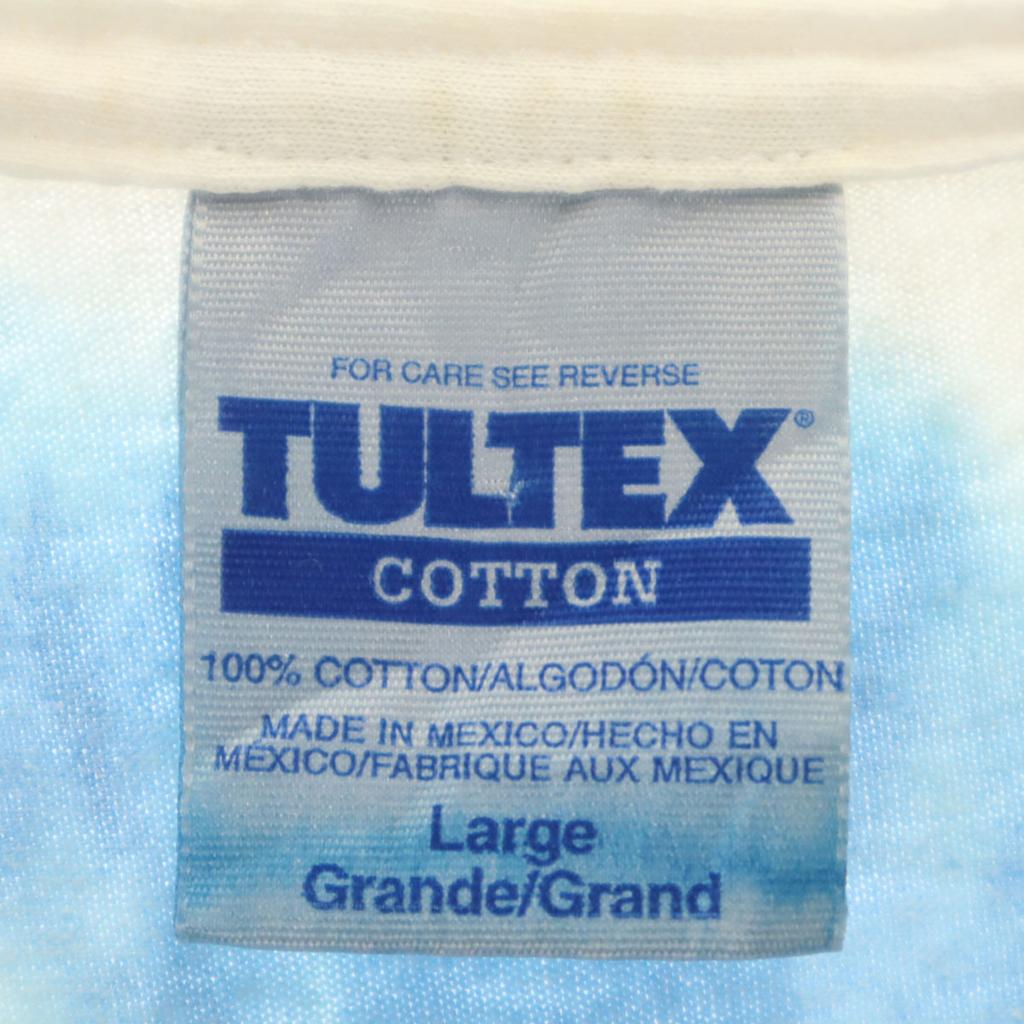 FOR CARE SEE REVERSE
TULTEX®
COTTON
100% COTTON/ALGODÓN/COTON
MADE IN MEXICO/HECHO EN
MÉXICO/FABRIQUE AUX MEXIQUE
Large
Grande/Grand